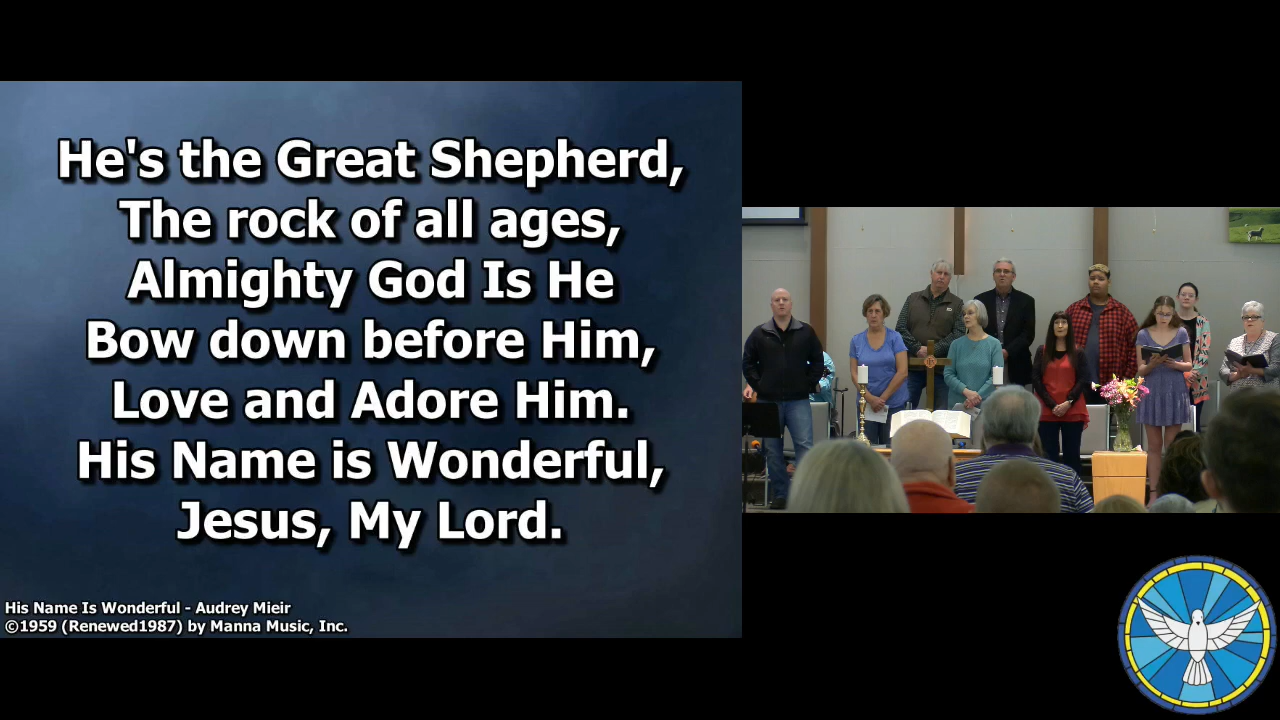 He's the Great Shepherd,
The rock of all ages,
Almighty God Is He
Bow down before Him,
Love and Adore Him.
His Name is Wonderful,
Jesus, My Lord.
His Name Is Wonderful - Audrey Mieir
©1959 (Renewed1987) by Manna Music, Inc.